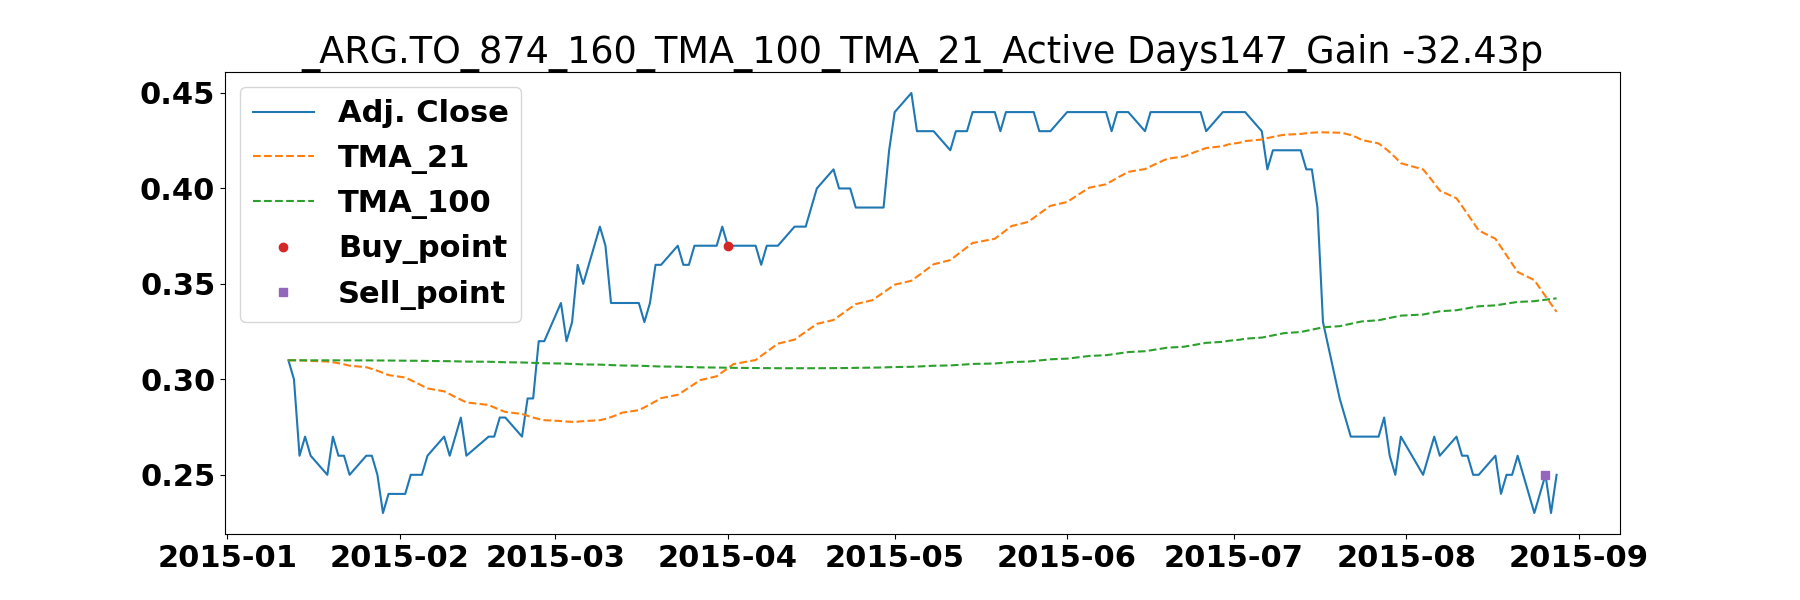 _ARG.TO_874_160_TMA_100_TMA_21_Active Days147_Gain -32.43p
0.45
0.40
0.35
0.30
0.25
Adj. Close
TMA_21
TMA_100
Buy_point
Sell_point
2015-01 2015-02 2015-03 2015-04 2015-05 2015-06 2015-07 2015-08 2015-09